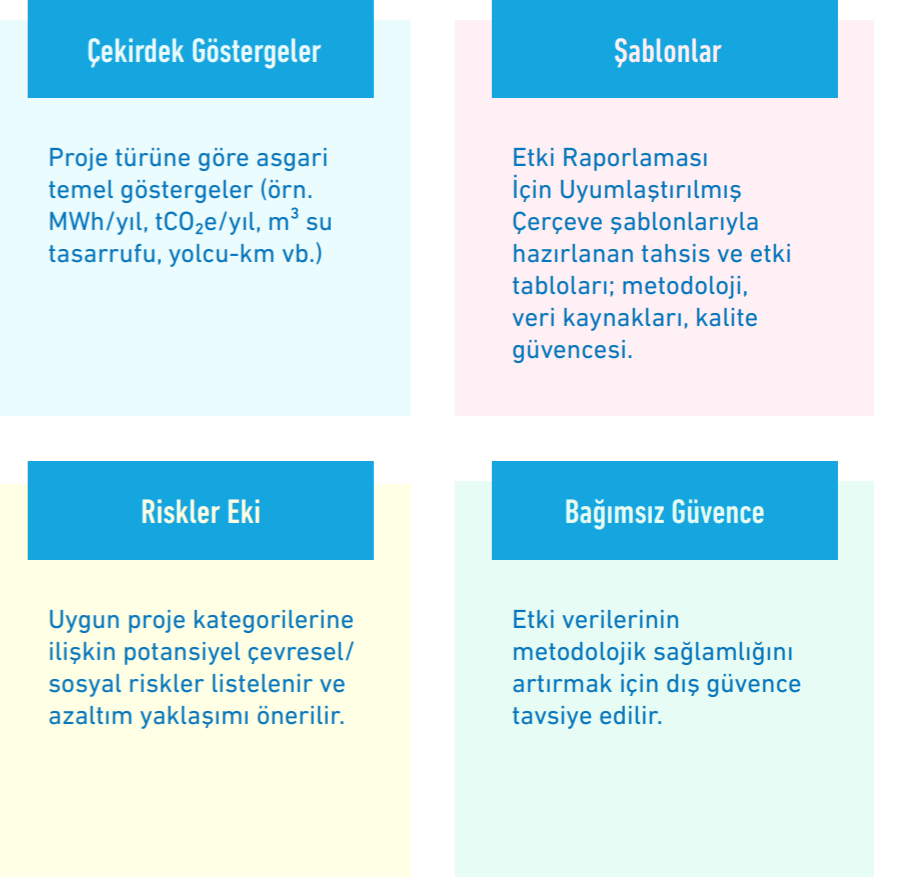 Çekirdek Göstergeler
Proje türüne göre asgari
temel göstergeler (örn.
MWh/yıl, tCO₂e/yıl, m³ su
tasarrufu, yolcu-km vb.)
Şablonlar
Etki Raporlaması
İçin Uyumlaştırılmış
Çerçeve şablonlarıyla
hazırlanan tahsis ve etki
tabloları; metodoloji,
veri kaynakları, kalite
güvencesi.
Riskler Eki
Uygun proje kategorilerine
ilişkin potansiyel çevresel/
sosyal riskler listelenir ve
azaltım yaklaşımı önerilir.
Bağımsız Güvence
Etki verilerinin
metodolojik sağlamlığını
artırmak için dış güvence
tavsiye edilir.